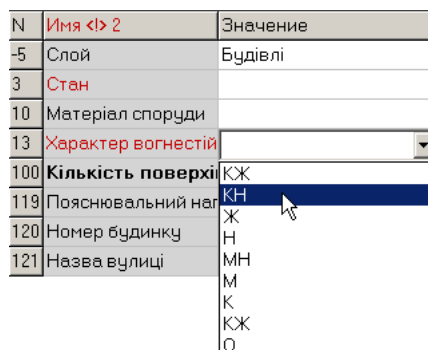 N Имя <!> 2 Значение
-5 Слой Будівлі
3 Стан
10 Матеріал споруди
13 Характер вогнестій
100 Кількість поверхі КЖ
119 Пояснювальний наг КН
Ж
120 Номер будинку Н
121 Назва вулиці МН
М
К
КЖ
О